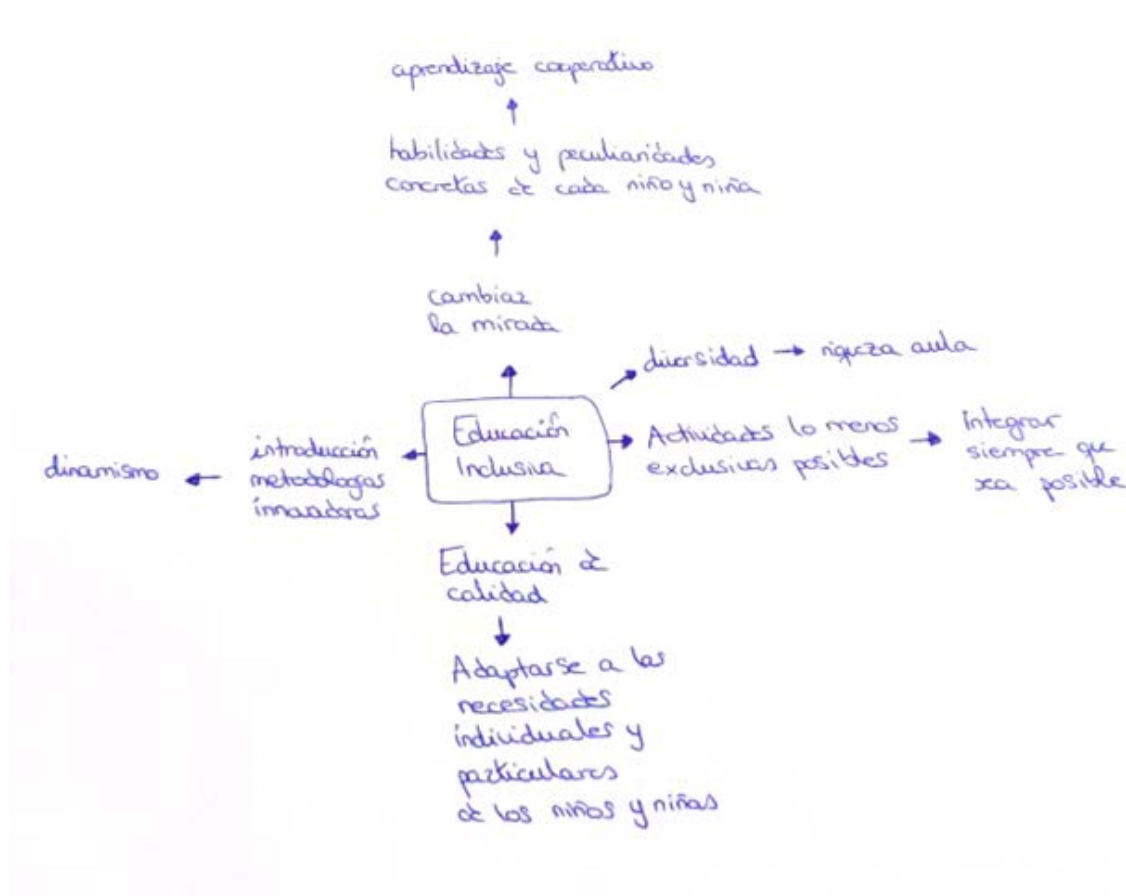 aprendizaje cooperativo
habilidades y peculiaridades
concretas de cada niño y niña
cambiar
la mirada
diversidad → riqueza aula
Educación
Inclusiva
Actividades lo menos
exclusivas posibles
Integrar
siempre que
sea posible
introducción
metodologías
innovadoras
dinamismo
Educación de
calidad
Adaptarse a las
necesidades
individuales y
particulares
de los niños y niñas